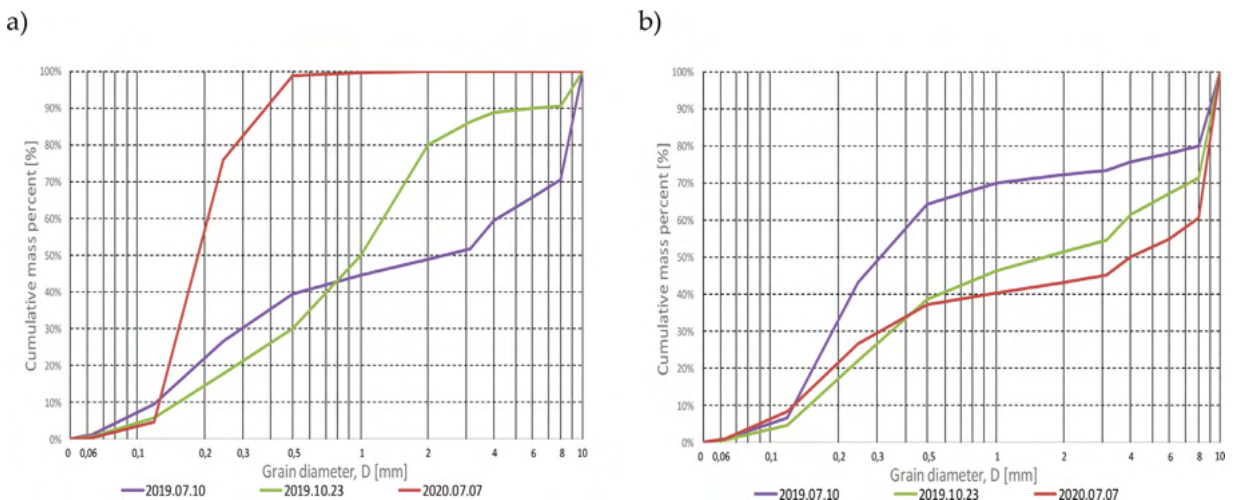 a)
b)
Cumulative mass percent [%]
100%
90%
80%
70%
60%
50%
40%
30%
20%
10%
0%
0 0,06 0,1 0,2 0,3 0,5 1 2 4 6 8 10
Grain diameter, D [mm]
2019.07.10 2019.10.23 2020.07.07
Cumulative mass percent [%]
100%
90%
80%
70%
60%
50%
40%
30%
20%
10%
0%
0 0,06 0,1 0,2 0,3 0,5 1 2 4 6 8 10
Grain diameter, D [mm]
2019.07.10 2019.10.23 2020.07.07